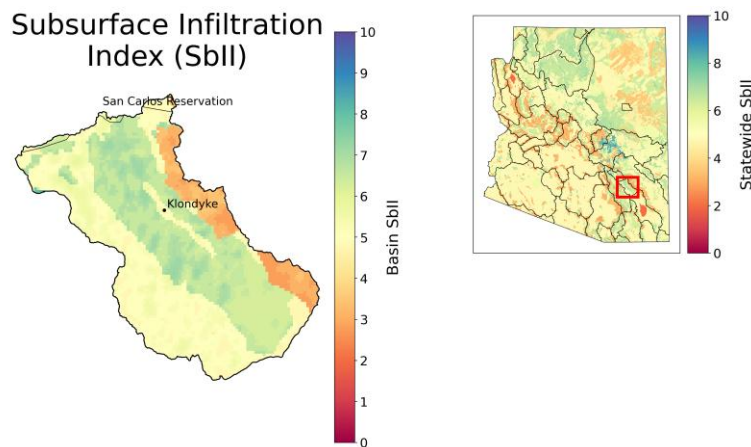 Subsurface Infiltration
Index (SbII)
San Carlos Reservation
Klondyke
10
9
8
7
6
5
4
3
2
1
0
Basin SbII
10
8
6
4
2
0
Statewide SbII